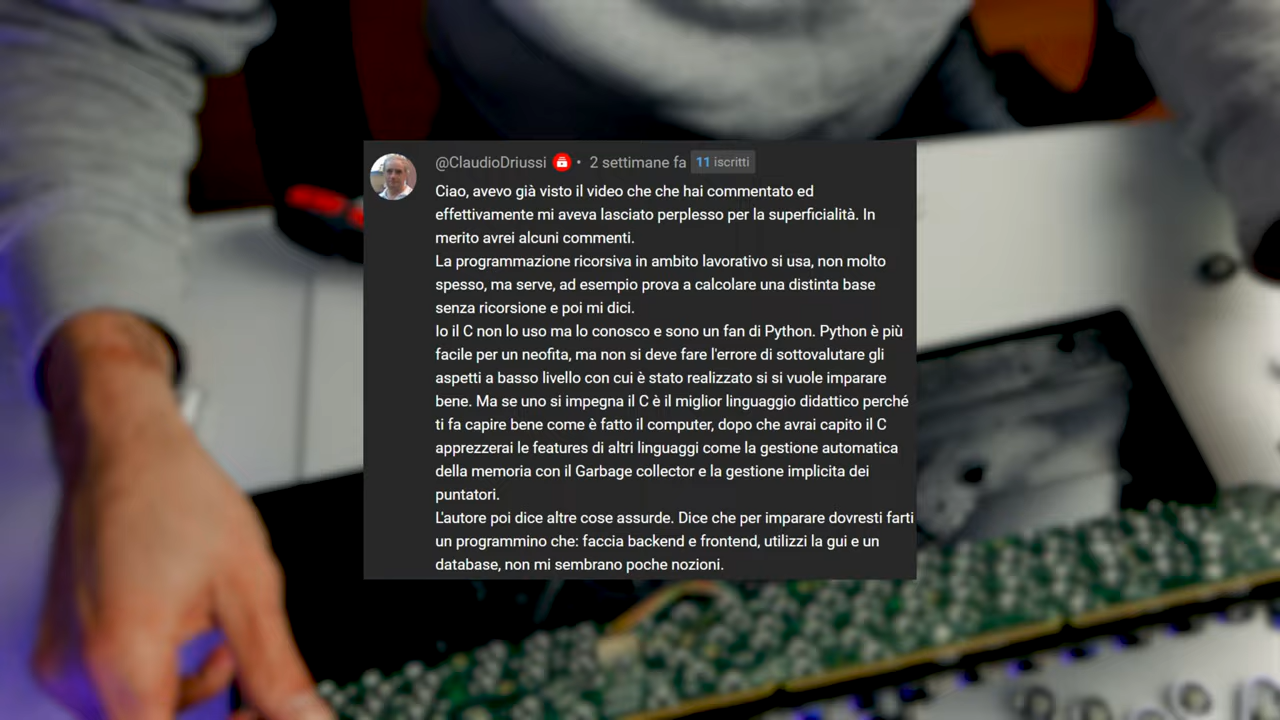 @ClaudioDriussi • 2 settimane fa 11 iscritti
Ciao, avevo già visto il video che che hai commentato ed
effettivamente mi aveva lasciato perplesso per la superficialità. In
merito avrei alcuni commenti.
La programmazione ricorsiva in ambito lavorativo si usa, non molto
spesso, ma serve, ad esempio prova a calcolare una distinta base
senza ricorsione e poi mi dici.
Io il C non lo uso ma lo conosco e sono un fan di Python. Python è più
facile per un neofita, ma non si deve fare l'errore di sottovalutare gli
aspetti a basso livello con cui è stato realizzato si si vuole imparare
bene. Ma se uno si impegna il C è il miglior linguaggio didattico perché
ti fa capire bene come è fatto il computer, dopo che avrai capito il C
apprezzerai le features di altri linguaggi come la gestione automatica
della memoria con il Garbage collector e la gestione implicita dei
puntatori.
L'autore poi dice altre cose assurde. Dice che per imparare dovresti farti
un programmino che: faccia backend e frontend, utilizzi la gui e un
database, non mi sembrano poche nozioni.